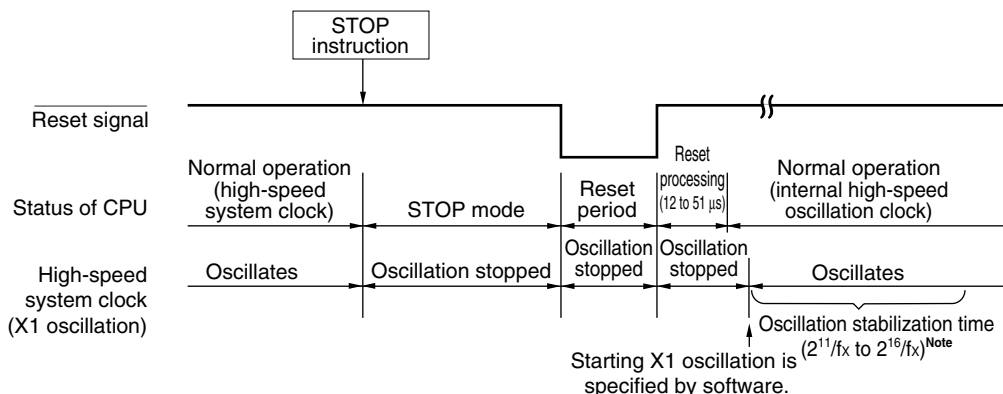 STOP
instruction
Reset signal
Status of CPU
Normal operation
(high-speed
system clock)
STOP mode
Reset
period
Reset
processing
(12 to 51 μs)
Normal operation
(internal high-speed
oscillation clock)
High-speed
system clock
(X1 oscillation)
Oscillates
Oscillation stopped
Oscillation
stopped
Oscillation
stopped
Oscillates
Oscillation stabilization time
(2¹¹/fx to 2¹⁶/fx)Note
Starting X1 oscillation is
specified by software.